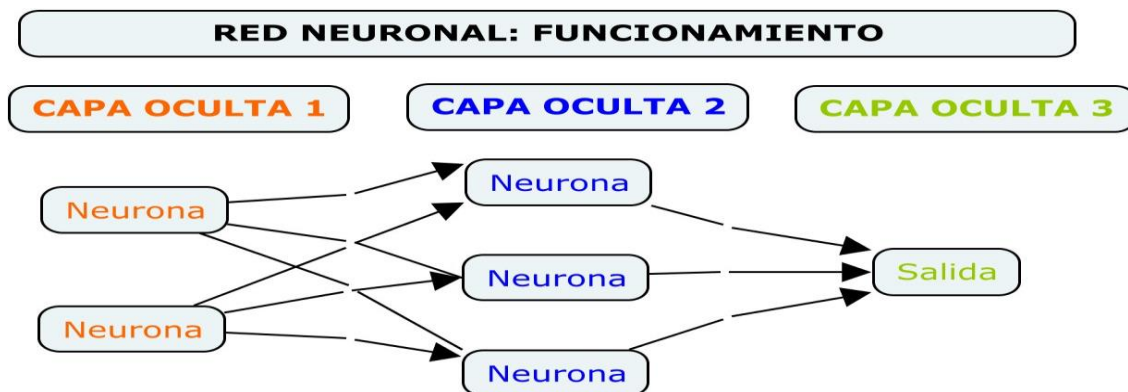 RED NEURONAL: FUNCIONAMIENTO
CAPA OCULTA 1
CAPA OCULTA 2
CAPA OCULTA 3
Neurona
Neurona
Neurona
Neurona
Neurona
Salida